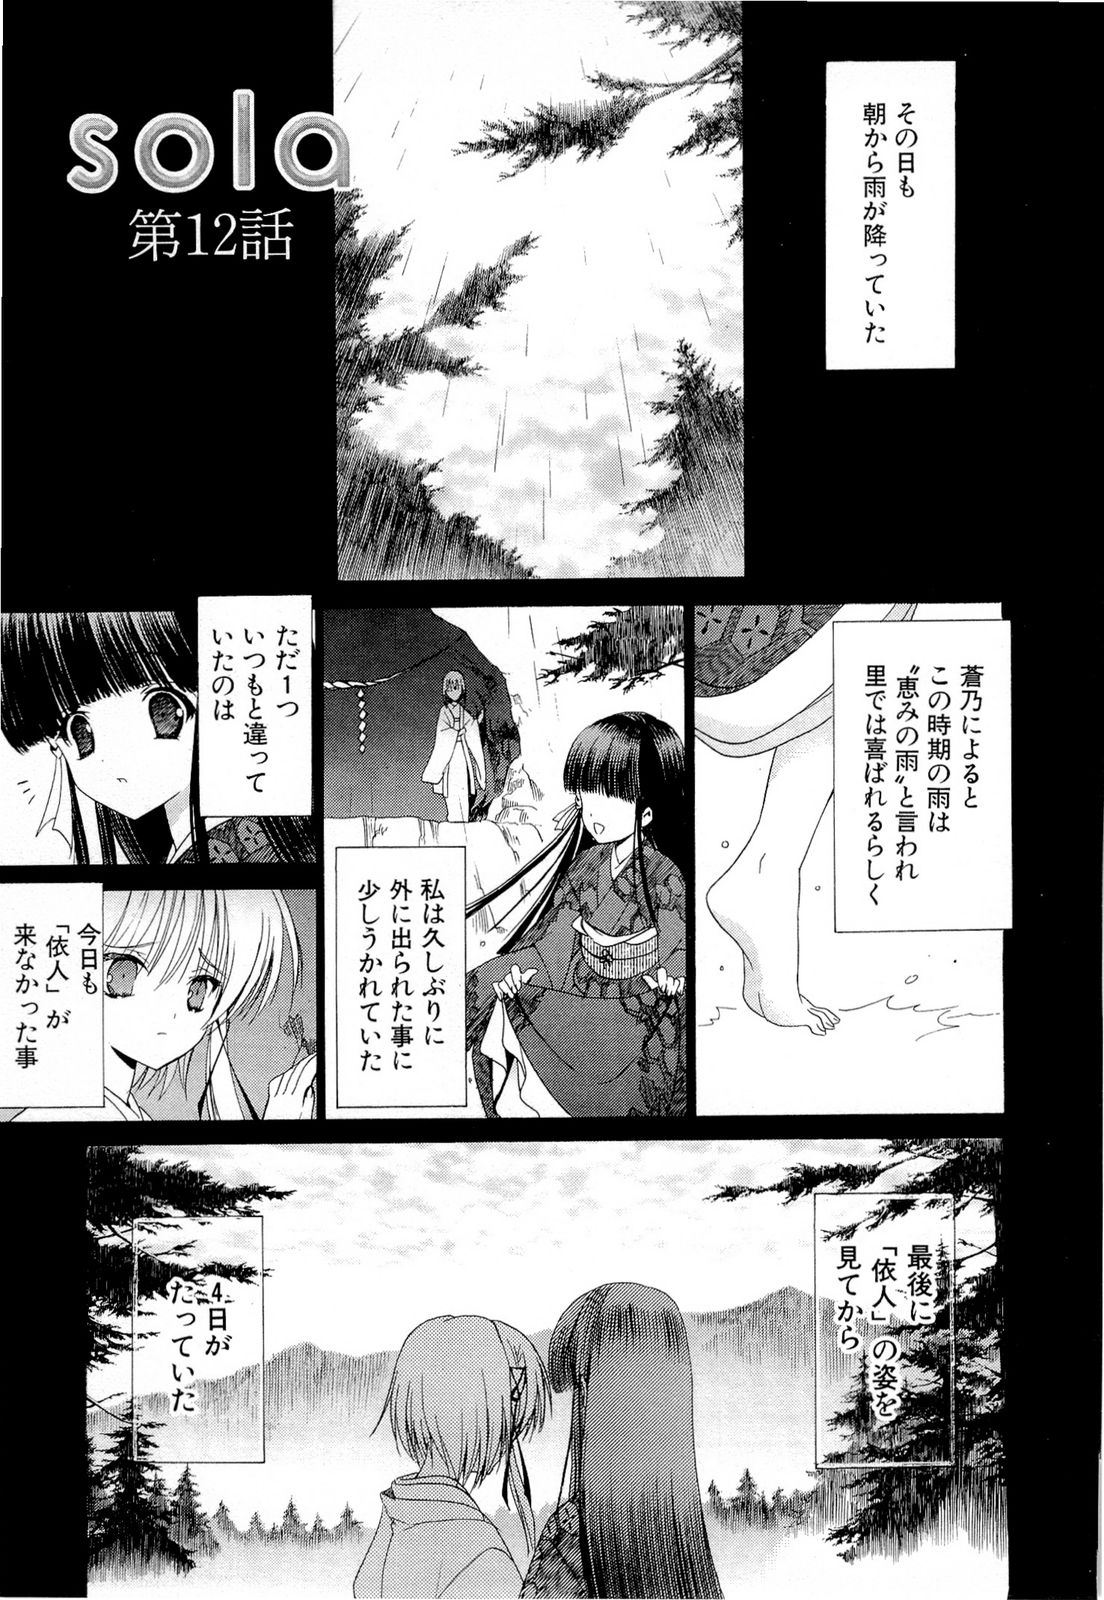 sola
第12話
その日も
朝から雨が降っていた
蒼乃によると
この時期の雨は
〝恵みの雨〟と言われ
里では喜ばれるらしく
私は久しぶりに
外に出られた事に
少しうかれていた
ただ1つ
いつもと違って
いたのは
今日も
「依人」が
来なかった事
最後に
「依人」の姿を
見てから
4日が
たっていた